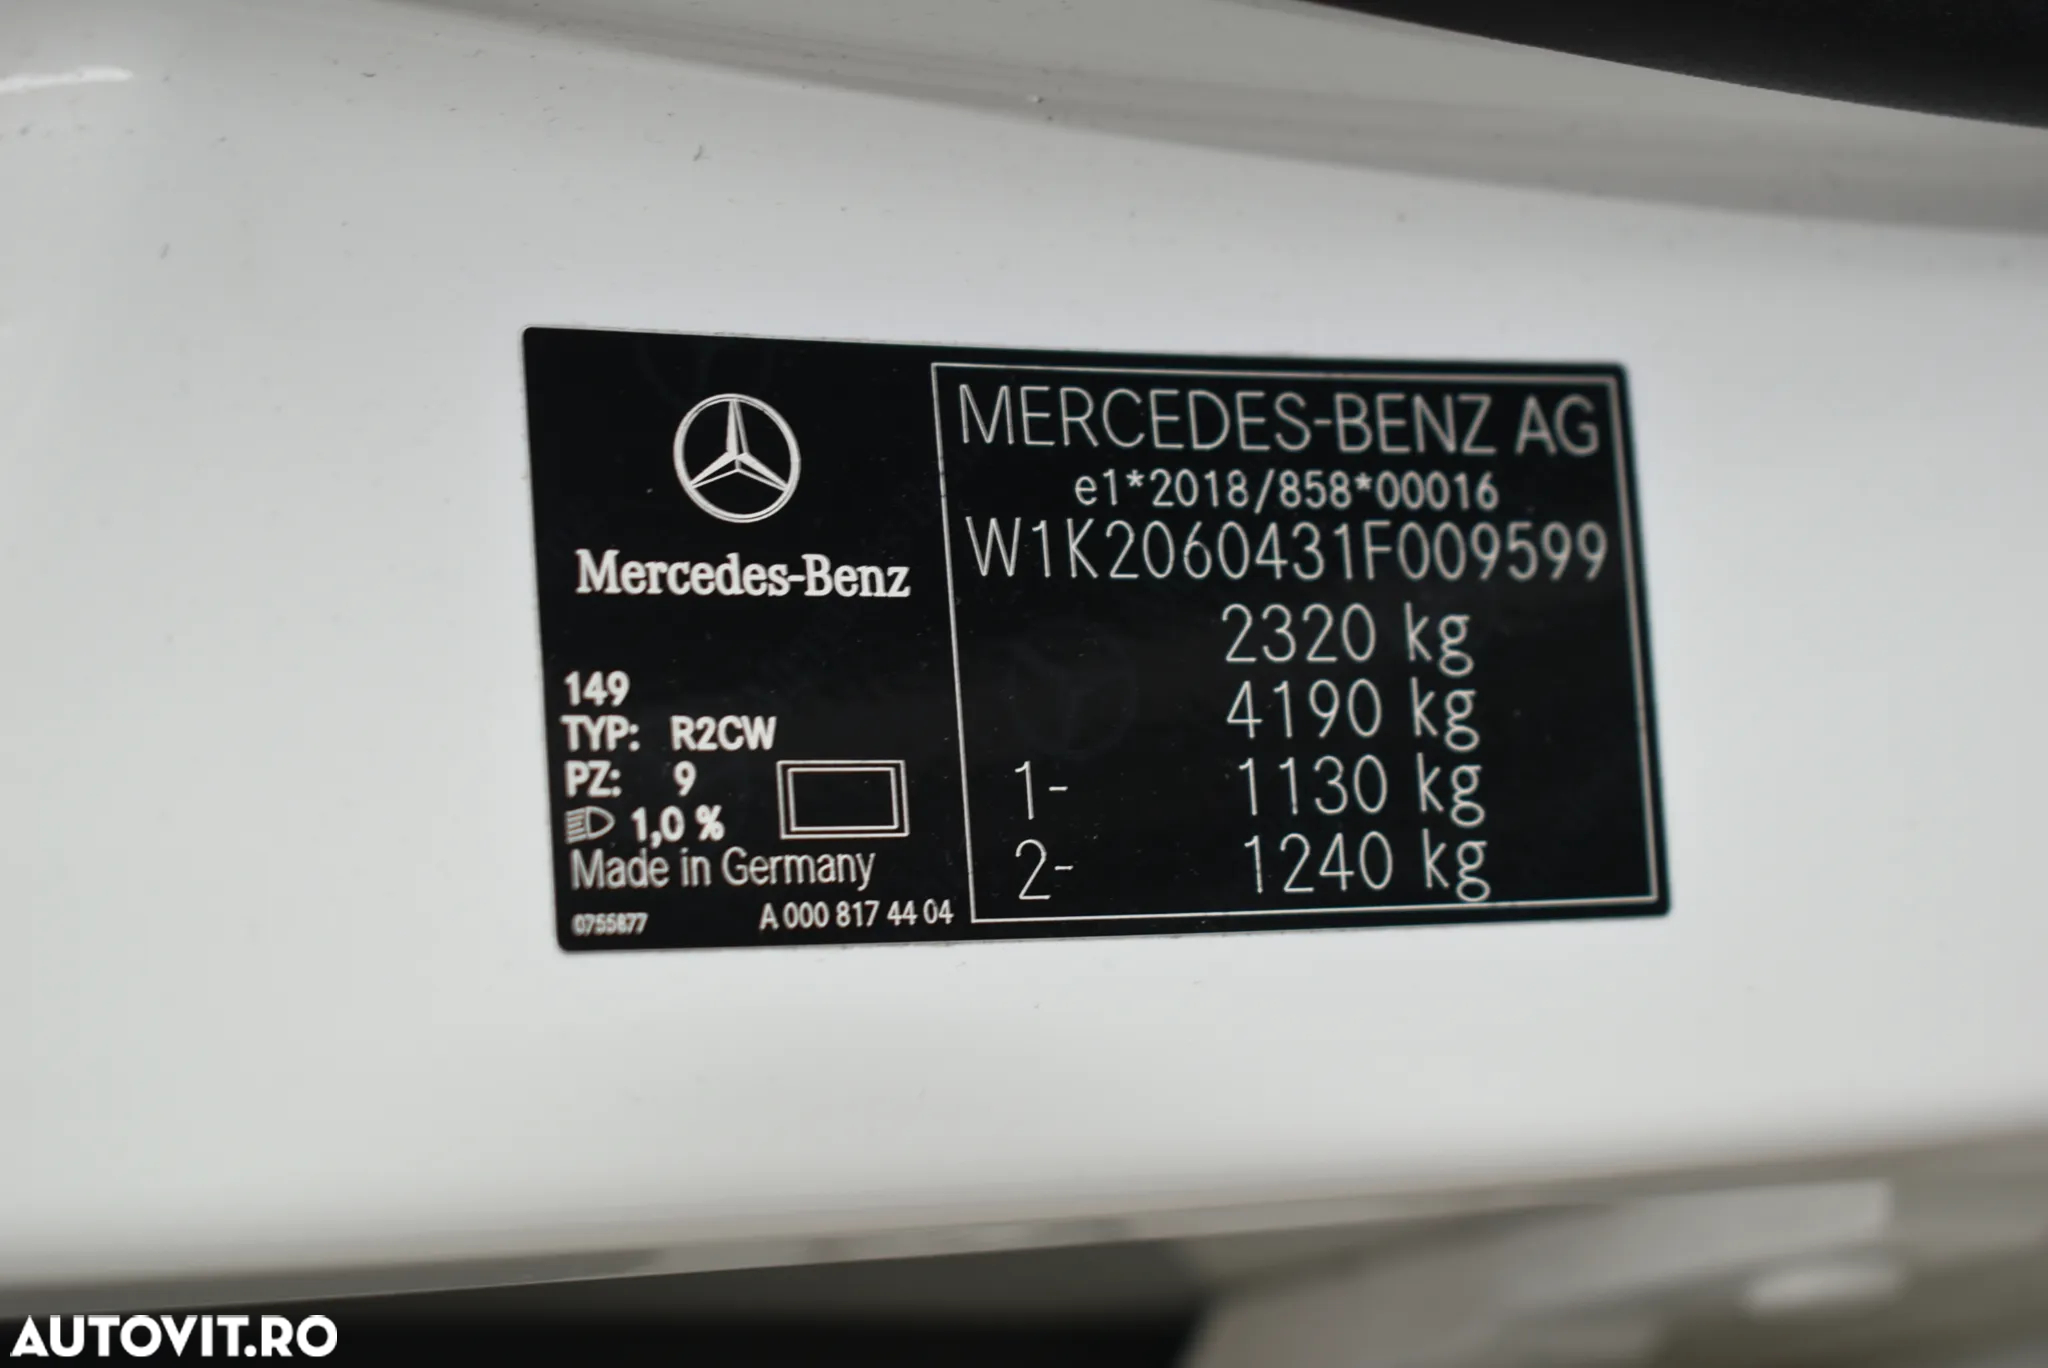 Mercedes-Benz
149
TYP: R2CW
PZ: 9
1,0 %
Made in Germany
0755877
A 000 817 44 04
MERCEDES-BENZ AG
e1*2018/858*00016
W1K2060431F009599
2320 kg
4190 kg
1- 1130 kg
2- 1240 kg
AUTOVIT.RO